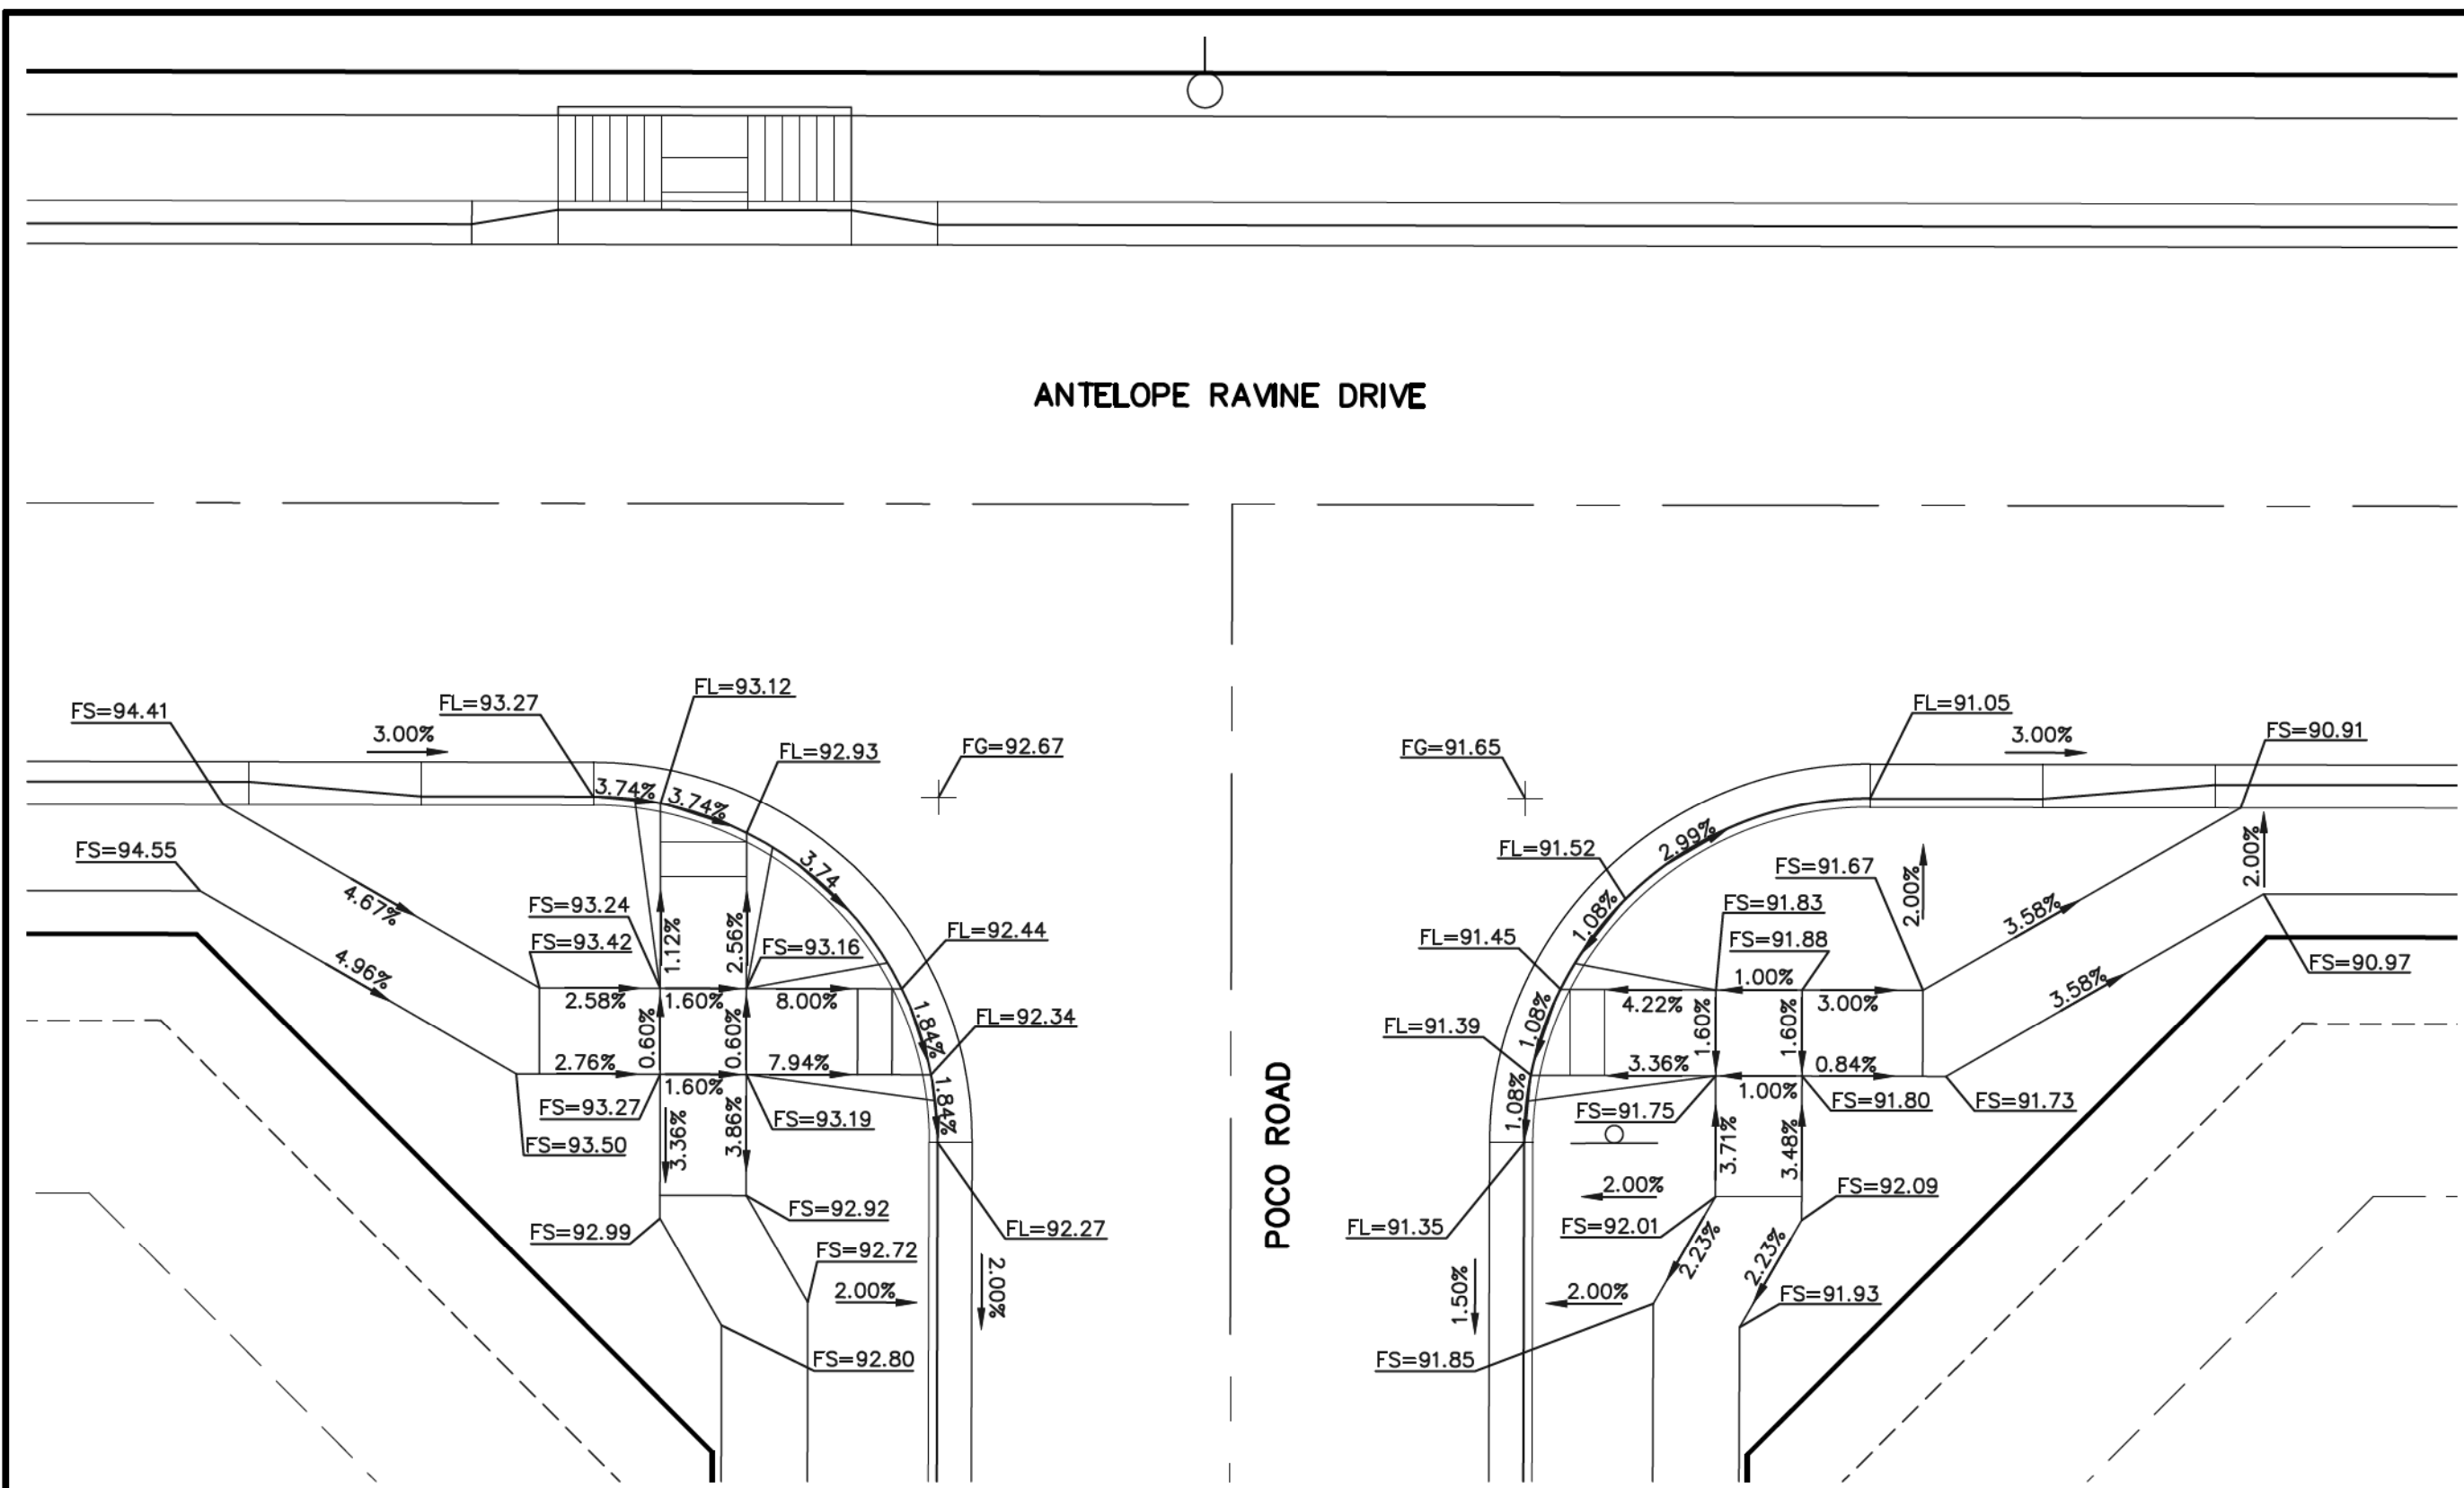 ANTELOPE RAVINE DRIVE
POCO ROAD
FS=94.41
3.00%
FL=93.27
FL=93.12
FL=92.93
FG=92.67
3.74%
3.74%
3.74
FS=94.55
4.67%
4.96%
FS=93.24
FS=93.42
1.12%
2.56%
FS=93.16
FL=92.44
2.58%
1.60%
8.00%
0.60%
0.60%
1.84%
FL=92.34
2.76%
1.60%
7.94%
1.84%
FS=93.27
FS=93.50
3.36%
3.86%
FS=93.19
FS=92.99
FS=92.92
FL=92.27
FS=92.72
2.00%
2.00%
FS=92.80
FG=91.65
FL=91.05
3.00%
FS=90.91
FL=91.52
2.99%
FS=91.67
2.00%
2.00%
1.08%
FS=91.83
FS=91.88
3.58%
FL=91.45
1.00%
3.00%
4.22%
FS=90.97
3.58%
FL=91.39
1.08%
1.60%
1.60%
3.36%
0.84%
1.00%
1.08%
FS=91.75
FS=91.80
FS=91.73
3.71%
3.48%
2.00%
FS=92.09
FL=91.35
FS=92.01
2.23%
2.23%
1.50%
2.00%
FS=91.93
FS=91.85